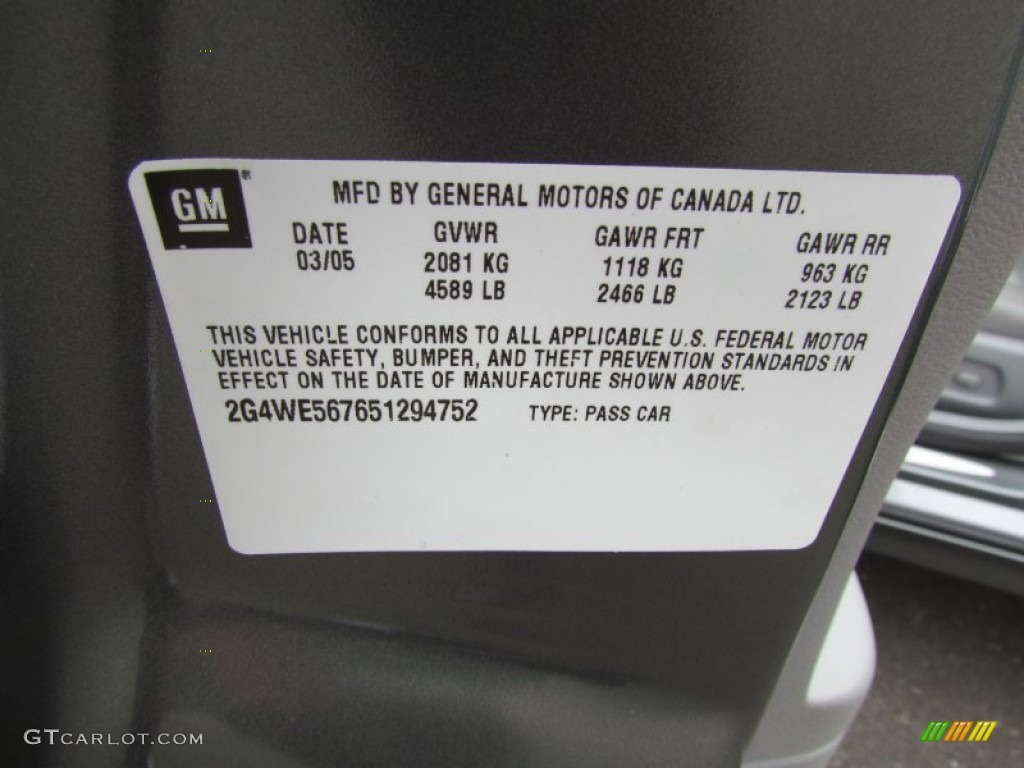 GM®
MFD BY GENERAL MOTORS OF CANADA LTD.
DATE GVWR GAWR FRT GAWR RR
03/05 2081 KG 1118 KG 963 KG
4589 LB 2466 LB 2123 LB
THIS VEHICLE CONFORMS TO ALL APPLICABLE U.S. FEDERAL MOTOR
VEHICLE SAFETY, BUMPER, AND THEFT PREVENTION STANDARDS IN
EFFECT ON THE DATE OF MANUFACTURE SHOWN ABOVE.
2G4WE567651294752 TYPE: PASS CAR
GTCARLOT.COM